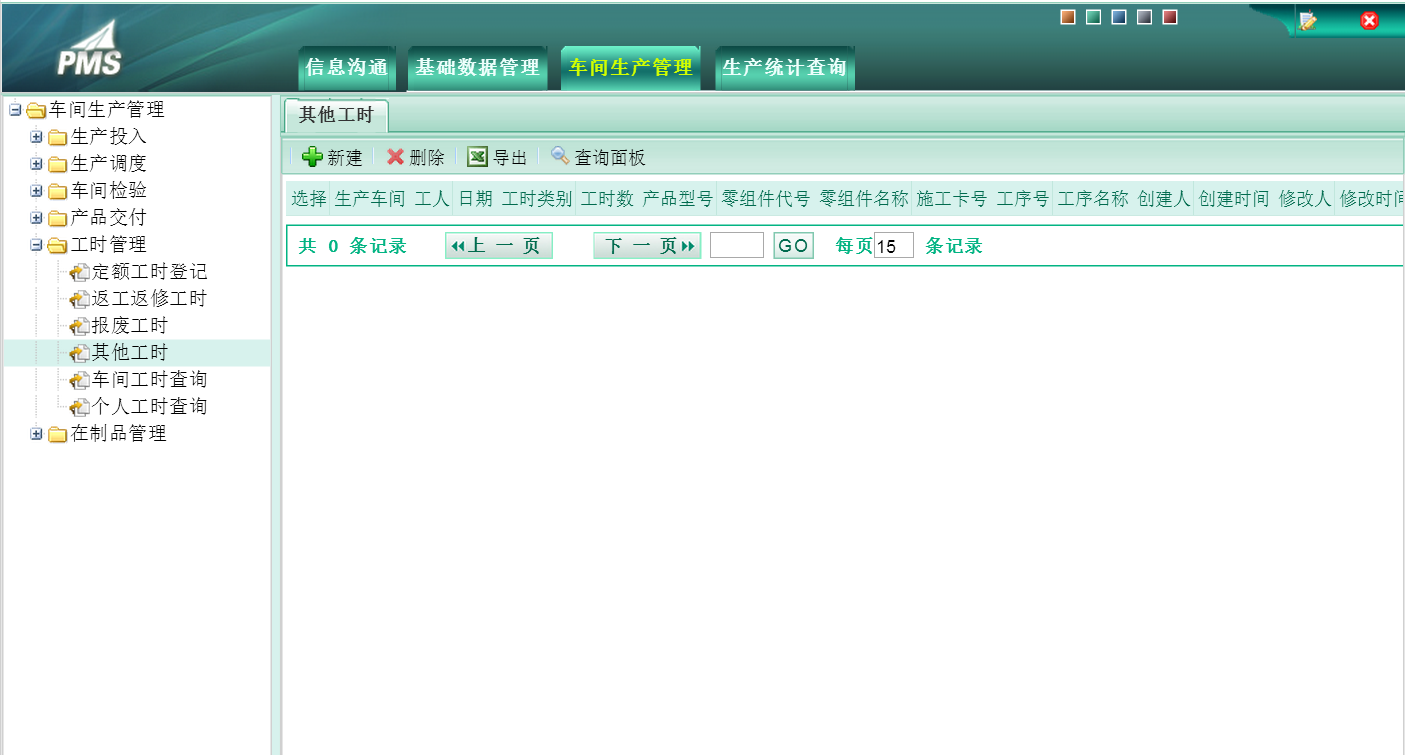 PMS
信息沟通 基础数据管理 车间生产管理 生产统计查询
车间生产管理
生产投入
生产调度
车间检验
产品交付
工时管理
定额工时登记
返工返修工时
报废工时
其他工时
车间工时查询
个人工时查询
在制品管理
其他工时
新建 删除 导出 查询面板
选择 生产车间 工人 日期 工时类别 工时数 产品型号 零组件代号 零组件名称 施工卡号 工序号 工序名称 创建人 创建时间 修改人 修改时间
共 0 条记录 上一页 下一页 GO 每页 15 条记录